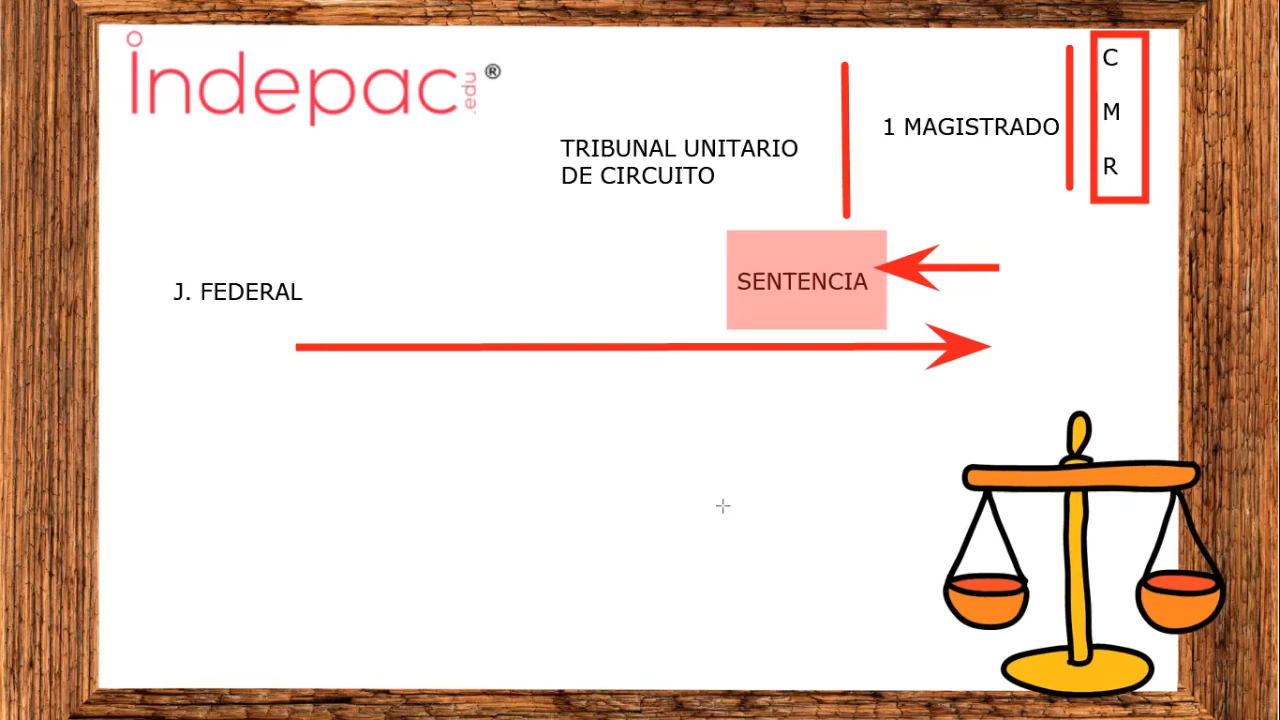 indepac.edu ®
TRIBUNAL UNITARIO
DE CIRCUITO
1 MAGISTRADO
C
M
R
J. FEDERAL
SENTENCIA